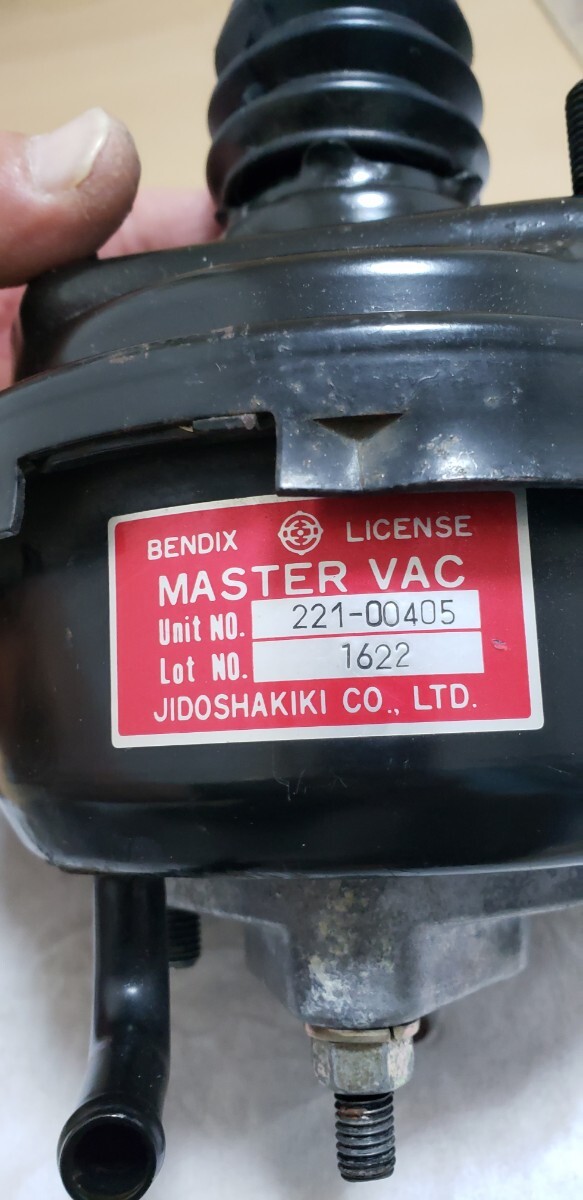 BENDIX LICENSE
MASTER VAC
Unit NO. 221-00405
Lot NO. 1622
JIDOSHAKIKI CO., LTD.